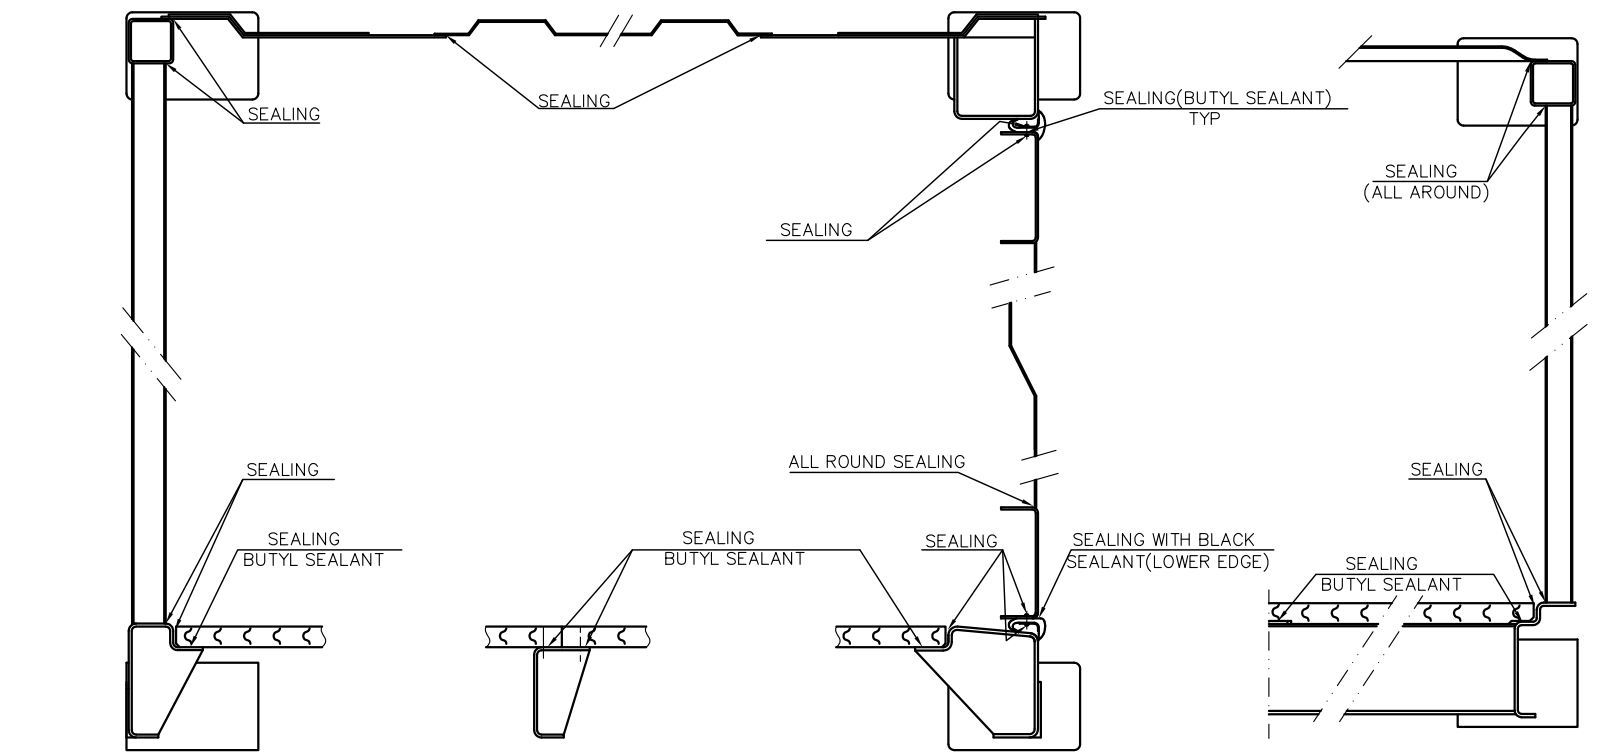 SEALING
SEALING
SEALING(BUTYL SEALANT)
TYP
SEALING
(ALL AROUND)
SEALING
SEALING
ALL ROUND SEALING
SEALING
SEALING
BUTYL SEALANT
SEALING
BUTYL SEALANT
SEALING
SEALING WITH BLACK
SEALANT(LOWER EDGE)
SEALING
BUTYL SEALANT